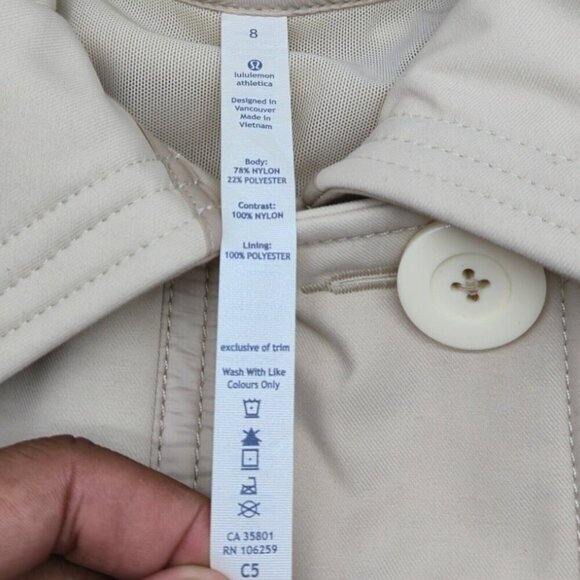 8
lululemon
athletica
Designed in
Vancouver
Made in
Vietnam
Body:
78% NYLON
22% POLYESTER
Contrast:
100% NYLON
Lining:
100% POLYESTER
exclusive of trim
Wash With Like
Colours Only
CA 35801
RN 106259
C5